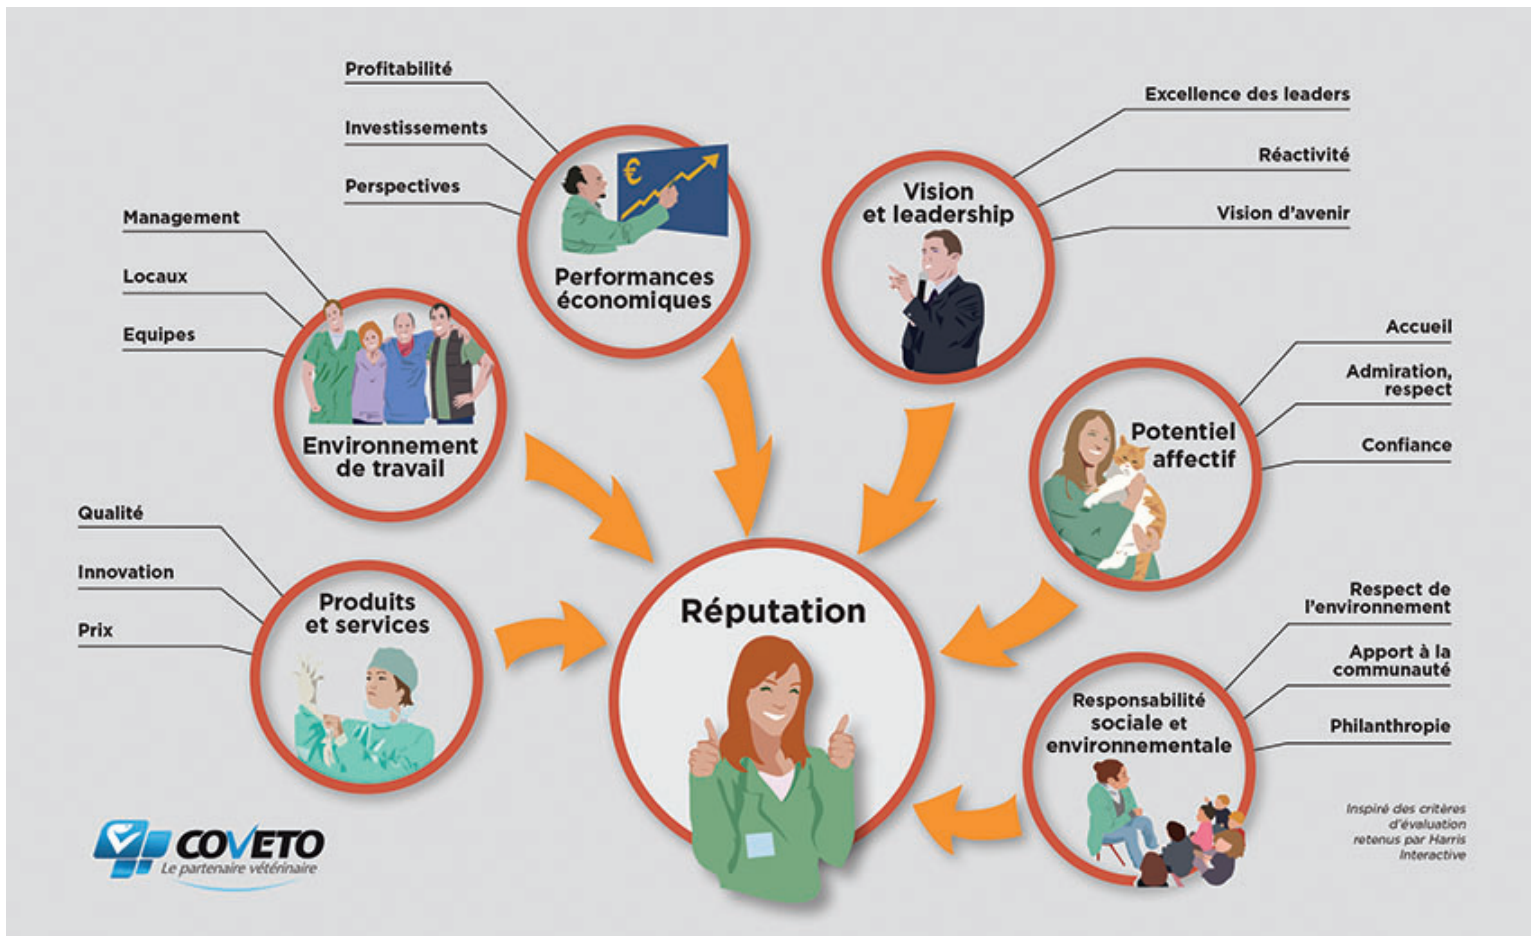 Profitabilité
Investissements
Perspectives
€
Performances
économiques
Excellence des leaders
Réactivité
Vision d'avenir
Vision
et leadership
Management
Locaux
Equipes
Environnement
de travail
Accueil
Admiration,
respect
Confiance
Potentiel
affectif
Qualité
Innovation
Prix
Produits
et services
Réputation
Respect de
l'environnement
Apport à la
communauté
Philanthropie
Responsabilité
sociale et
environnementale
COVETO
Le partenaire vétérinaire
Inspiré des critères
d'évaluation
retenus par Harris
Interactive